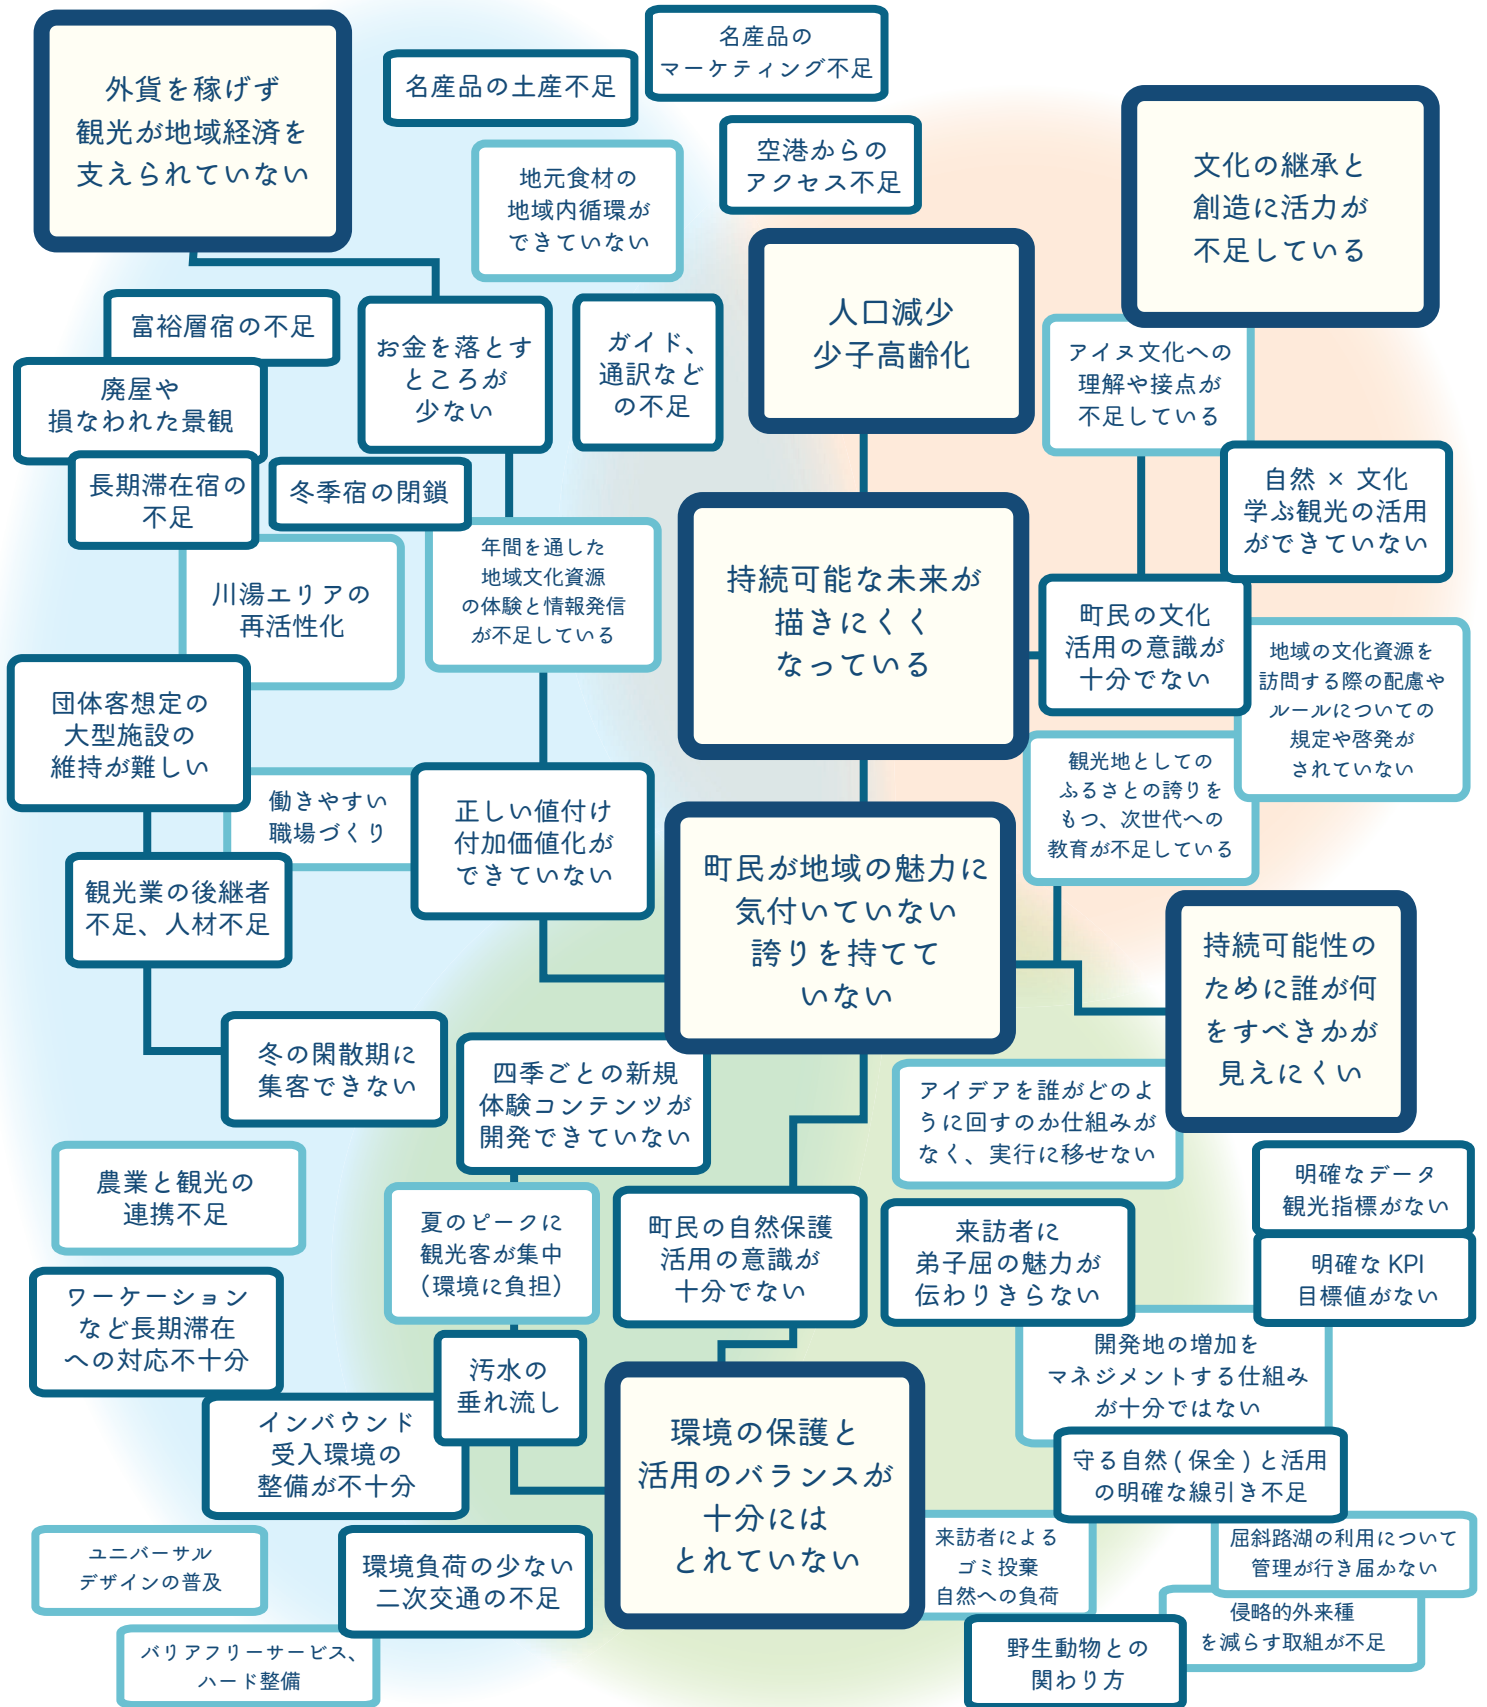 外貨を稼げず
観光が地域経済を
支えられていない
名産品の土産不足
名産品の
マーケティング不足
空港からの
アクセス不足
地元食材の
地域内循環が
できていない
文化の継承と
創造に活力が
不足している
人口減少
少子高齢化
富裕層宿の不足
お金を落とす
ところが
少ない
ガイド、
通訳など
の不足
アイヌ文化への
理解や接点が
不足している
廃屋や
損なわれた景観
長期滞在宿の
不足
冬季宿の閉鎖
自然 × 文化
学ぶ観光の活用
ができていない
年間を通した
地域文化資源
の体験と情報発信
が不足している
川湯エリアの
再活性化
持続可能な未来が
描きにくく
なっている
町民の文化
活用の意識が
十分でない
地域の文化資源を
訪問する際の配慮や
ルールについての
規定や啓発が
されていない
団体客想定の
大型施設の
維持が難しい
働きやすい
職場づくり
正しい値付け
付加価値化が
できていない
観光地としての
ふるさとの誇りを
もつ、次世代への
教育が不足している
町民が地域の魅力に
気付いていない
誇りを持てて
いない
観光業の後継者
不足、人材不足
持続可能性の
ために誰が何
をすべきかが
見えにくい
冬の閑散期に
集客できない
四季ごとの新規
体験コンテンツが
開発できていない
アイデアを誰がどのよ
うに回すのか仕組みが
なく、実行に移せない
農業と観光の
連携不足
夏のピークに
観光客が集中
(環境に負担)
町民の自然保護
活用の意識が
十分でない
来訪者に
弟子屈の魅力が
伝わりきらない
明確なデータ
観光指標がない
明確な KPI
目標値がない
ワーケーション
など長期滞在
への対応不十分
汚水の
垂れ流し
開発地の増加を
マネジメントする仕組み
が十分ではない
インバウンド
受入環境の
整備が不十分
環境の保護と
活用のバランスが
十分には
とれていない
守る自然 ( 保全 ) と活用
の明確な線引き不足
ユニバーサル
デザインの普及
環境負荷の少ない
二次交通の不足
来訪者による
ゴミ投棄
自然への負荷
屈斜路湖の利用について
管理が行き届かない
侵略的外来種
を減らす取組が不足
バリアフリーサービス、
ハード整備
野生動物との
関わり方